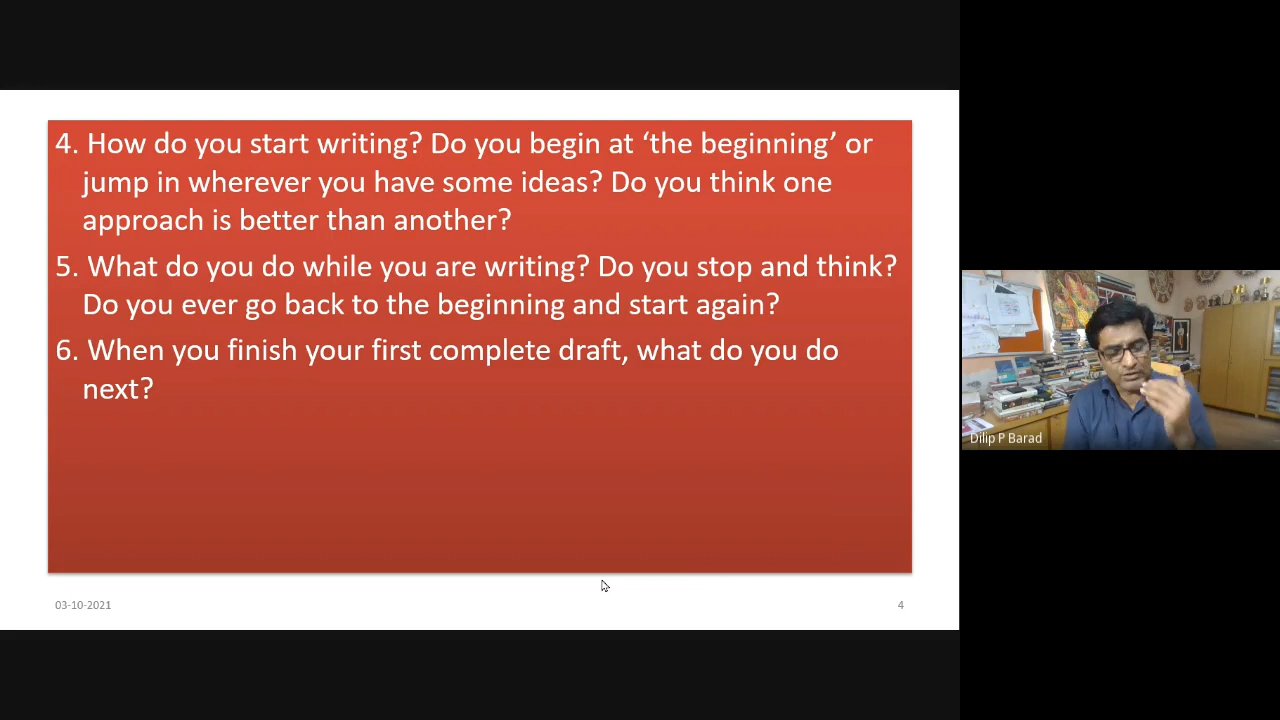 4. How do you start writing? Do you begin at ‘the beginning’ or
jump in wherever you have some ideas? Do you think one
approach is better than another?
5. What do you do while you are writing? Do you stop and think?
Do you ever go back to the beginning and start again?
6. When you finish your first complete draft, what do you do
next?
03-10-2021
4
Dilip P Barad